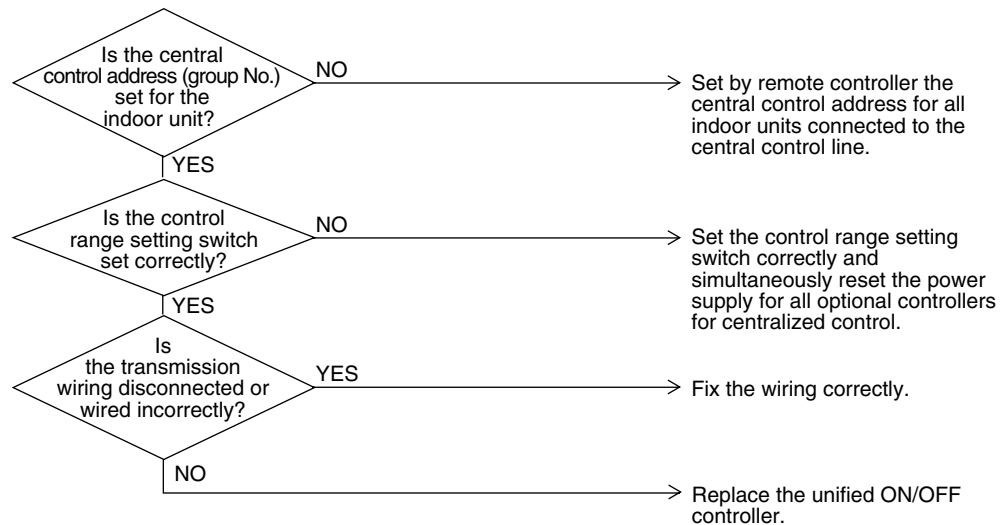 Is the central
control address (group No.)
set for the
indoor unit?
NO
Set by remote controller the
central control address for all
indoor units connected to the
central control line.
YES
Is the control
range setting switch
set correctly?
NO
Set the control range setting
switch correctly and
simultaneously reset the power
supply for all optional controllers
for centralized control.
YES
Is
the transmission
wiring disconnected or
wired incorrectly?
YES
Fix the wiring correctly.
NO
Replace the unified ON/OFF
controller.